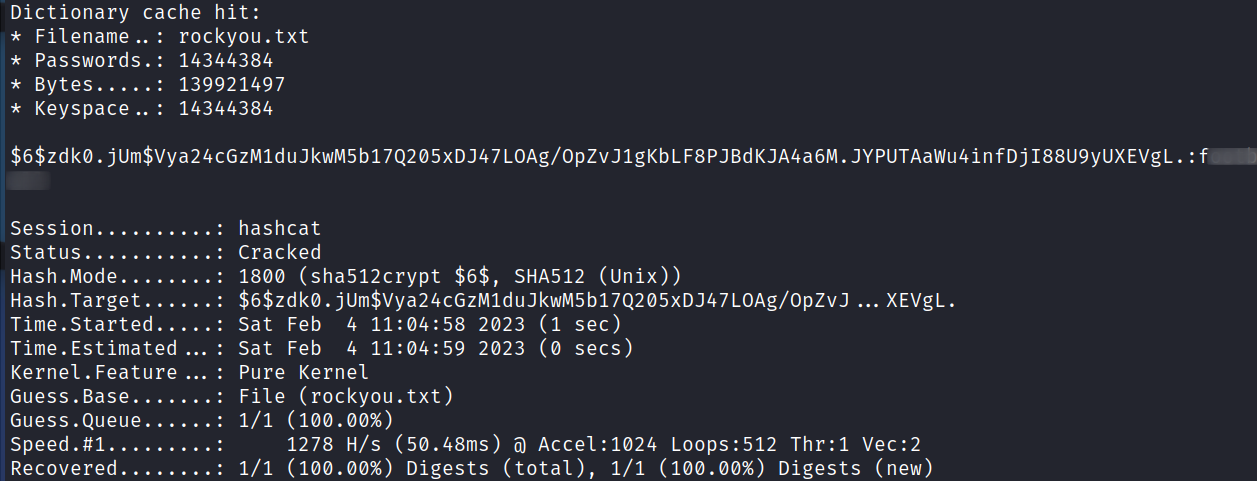 Dictionary cache hit:
* Filename..: rockyou.txt
* Passwords.: 14344384
* Bytes.....: 139921497
* Keyspace..: 14344384
$6$zdk0.jUm$Vya24cGzM1duJkwM5b17Q205xDJ47LOAg/OpZvJ1gKbLF8PJBdKJA4a6M.JYPUTAaWu4infDjI88U9yUXEVgL.:
Session..........: hashcat
Status...........: Cracked
Hash.Mode........: 1800 (sha512crypt $6$, SHA512 (Unix))
Hash.Target......: $6$zdk0.jUm$Vya24cGzM1duJkwM5b17Q205xDJ47LOAg/OpZvJ...XEVgL.
Time.Started.....: Sat Feb  4 11:04:58 2023 (1 sec)
Time.Estimated...: Sat Feb  4 11:04:59 2023 (0 secs)
Kernel.Feature...: Pure Kernel
Guess.Base.......: File (rockyou.txt)
Guess.Queue......: 1/1 (100.00%)
Speed.#1.........:     1278 H/s (50.48ms) @ Accel:1024 Loops:512 Thr:1 Vec:2
Recovered........: 1/1 (100.00%) Digests (total), 1/1 (100.00%) Digests (new)